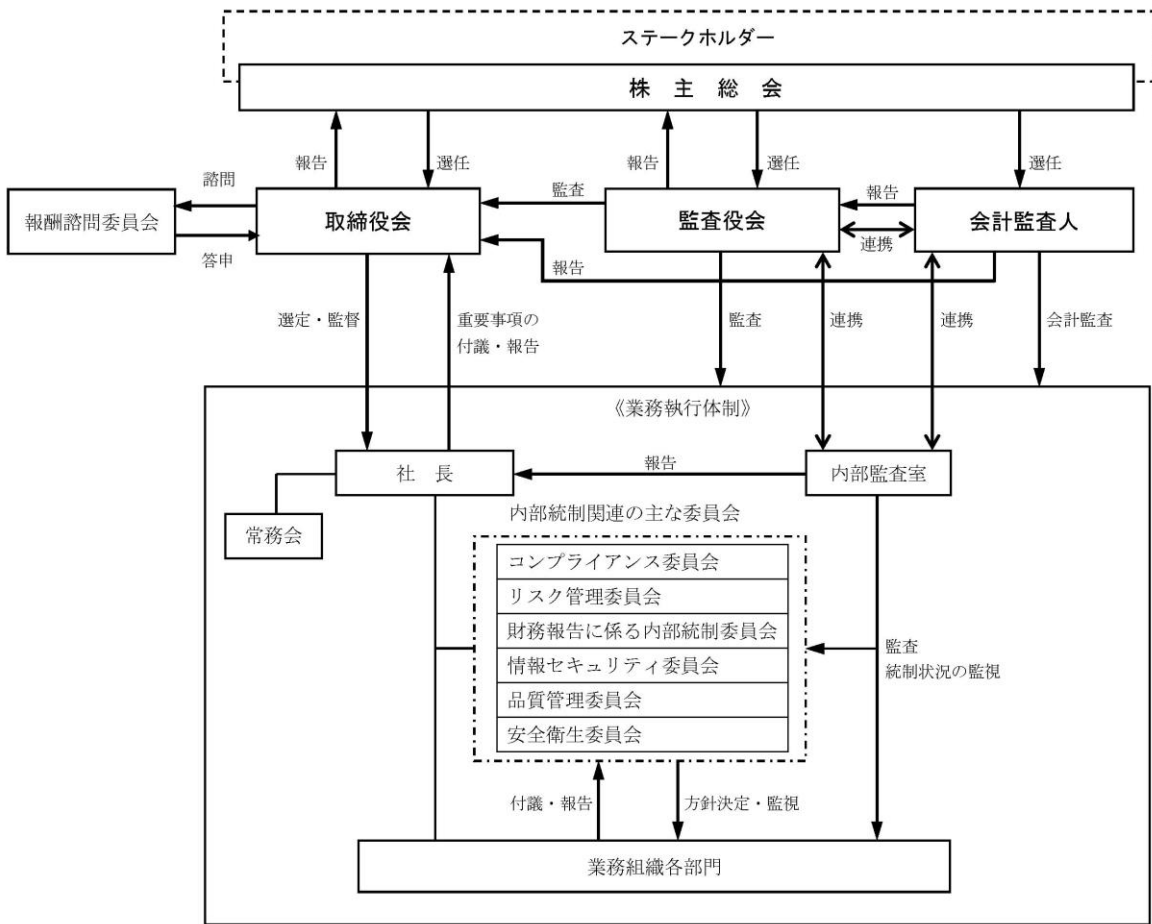 ステークホルダー
株 主 総 会
報告
選任
報告
選任
選任
諮問
報酬諮問委員会
答申
取締役会
監査
監査役会
報告
連携
会計監査人
報告
選定・監督
重要事項の
付議・報告
監査
連携
連携
会計監査
《業務執行体制》
社 長
報告
内部監査室
常務会
内部統制関連の主な委員会
コンプライアンス委員会
リスク管理委員会
財務報告に係る内部統制委員会
情報セキュリティ委員会
品質管理委員会
安全衛生委員会
監査
統制状況の監視
付議・報告
方針決定・監視
業務組織各部門